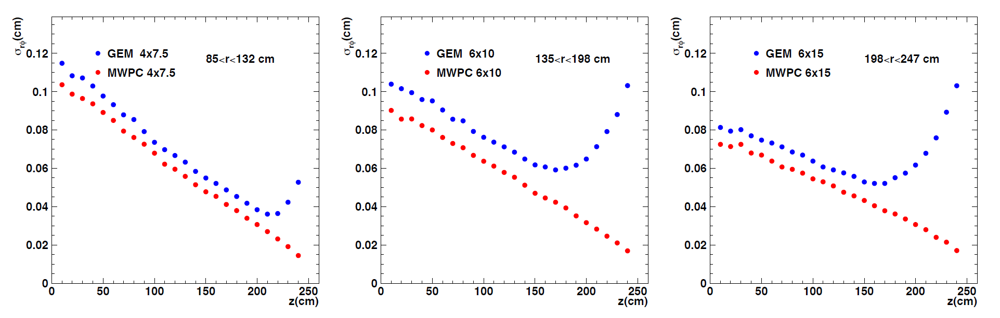 σrϕ(cm)
GEM 4x7.5
MWPC 4x7.5
85<r<132 cm
0.12
0.1
0.08
0.06
0.04
0.02
0
0 50 100 150 200 250
z(cm)
σrϕ(cm)
GEM 6x10
MWPC 6x10
135<r<198 cm
0.12
0.1
0.08
0.06
0.04
0.02
0
0 50 100 150 200 250
z(cm)
σrϕ(cm)
GEM 6x15
MWPC 6x15
198<r<247 cm
0.12
0.1
0.08
0.06
0.04
0.02
0
0 50 100 150 200 250
z(cm)